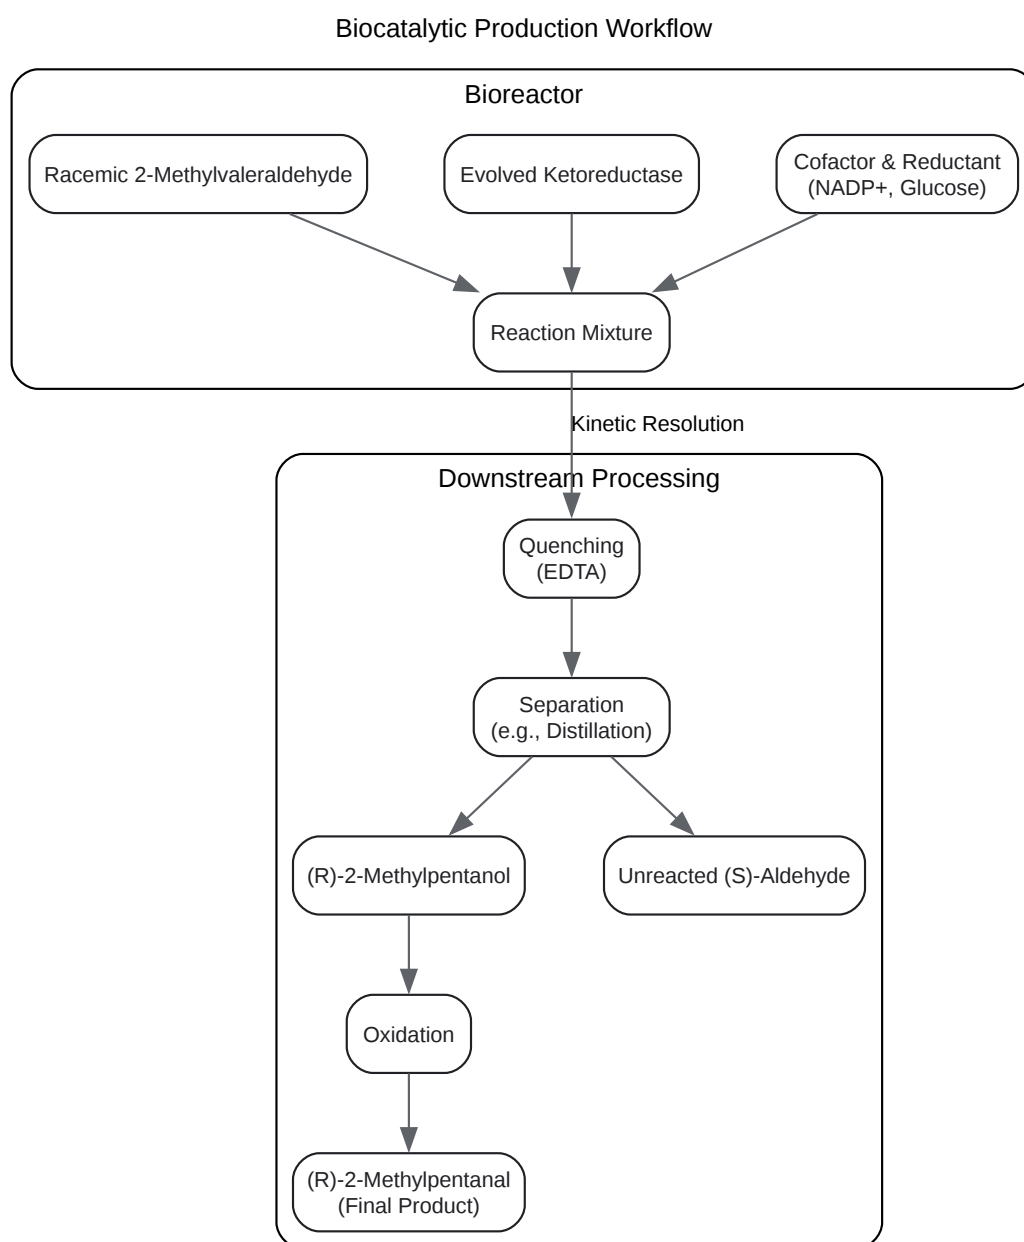 Biocatalytic Production Workflow
Bioreactor
Racemic 2-Methylvaleraldehyde
Evolved Ketoreductase
Cofactor & Reductant
(NADP+, Glucose)
Reaction Mixture
Kinetic Resolution
Downstream Processing
Quenching
(EDTA)
Separation
(e.g., Distillation)
(R)-2-Methylpentanol
Unreacted (S)-Aldehyde
Oxidation
(R)-2-Methylpentanal
(Final Product)